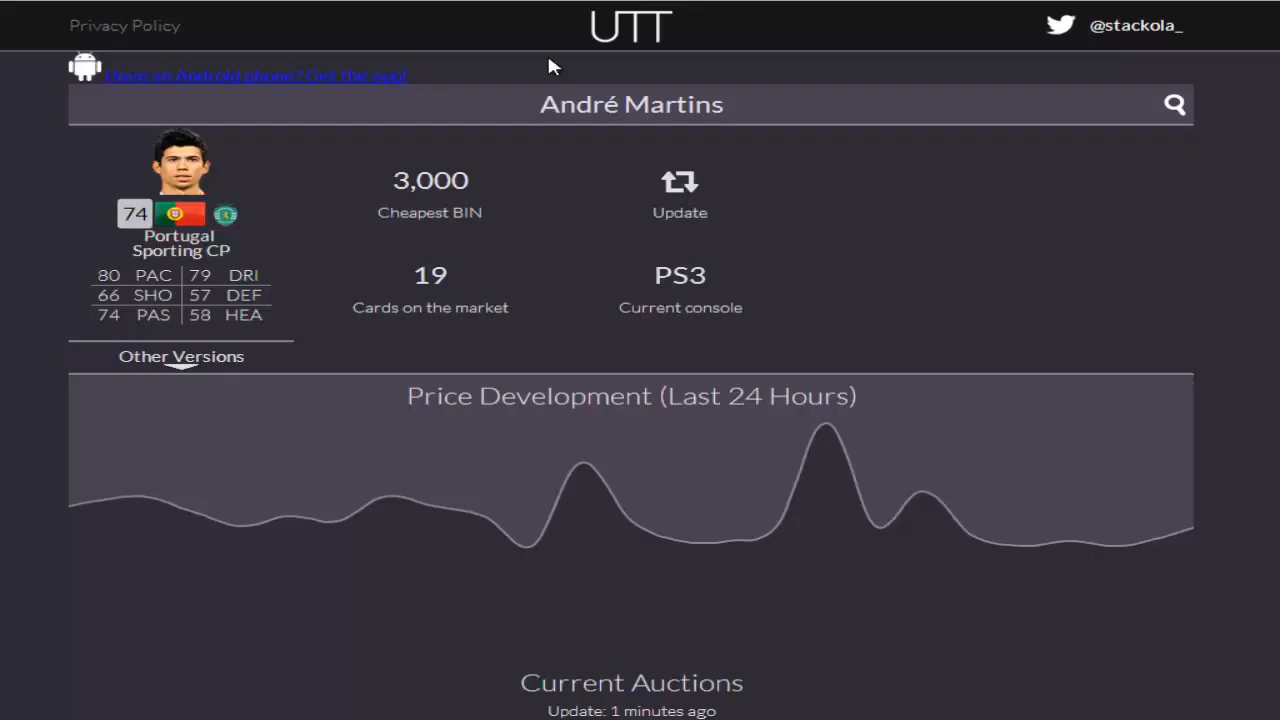 Privacy Policy
UTT
@stackola_
Have an Android phone? Get the app!
André Martins
74
Portugal
Sporting CP
80 PAC 79 DRI
66 SHO 57 DEF
74 PAS 58 HEA
Other Versions
3,000
Cheapest BIN
Update
19
Cards on the market
PS3
Current console
Price Development (Last 24 Hours)
Current Auctions
Update: 1 minutes ago